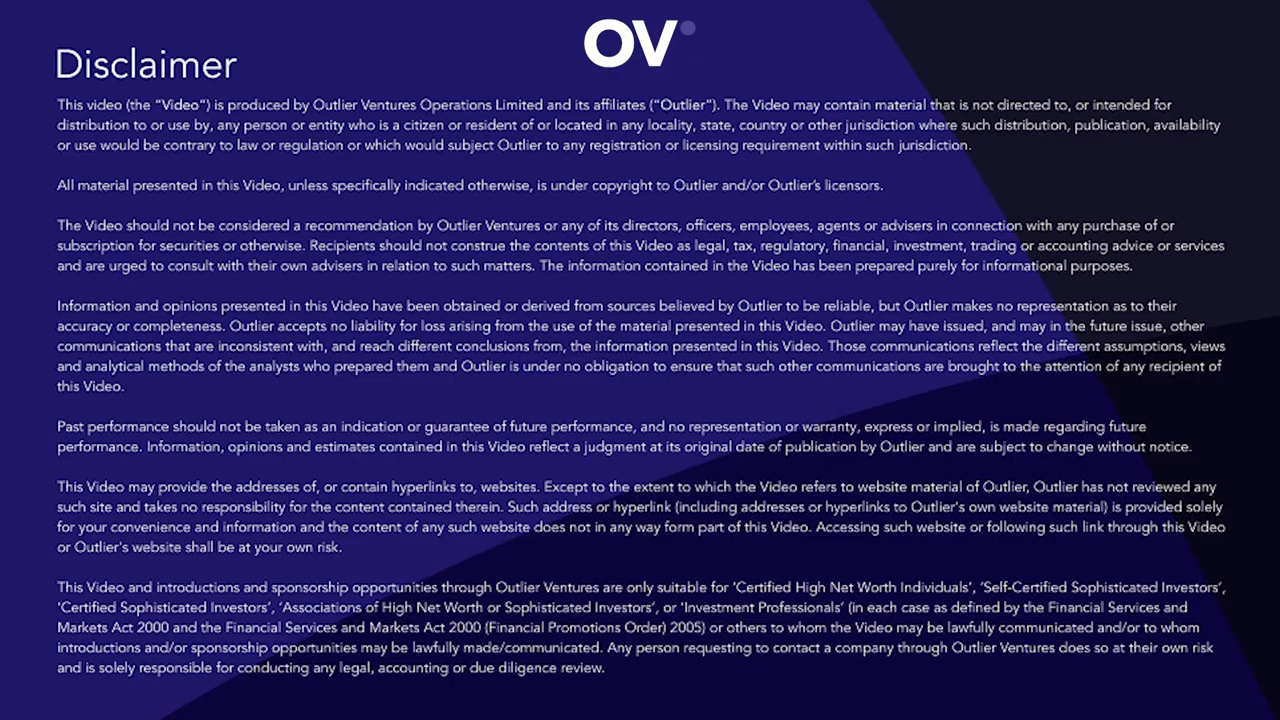 OV
Disclaimer
This video (the "Video") is produced by Outlier Ventures Operations Limited and its affiliates ("Outlier"). The Video may contain material that is not directed to, or intended for
distribution to or use by, any person or entity who is a citizen or resident of or located in any locality, state, country or other jurisdiction where such distribution, publication, availability
or use would be contrary to law or regulation or which would subject Outlier to any registration or licensing requirement within such jurisdiction.
All material presented in this Video, unless specifically indicated otherwise, is under copyright to Outlier and/or Outlier's licensors.
The Video should not be considered a recommendation by Outlier Ventures or any of its directors, officers, employees, agents or advisers in connection with any purchase of or
subscription for securities or otherwise. Recipients should not construe the contents of this Video as legal, tax, regulatory, financial, investment, trading or accounting advice or services
and are urged to consult with their own advisers in relation to such matters. The information contained in the Video has been prepared purely for informational purposes.
Information and opinions presented in this Video have been obtained or derived from sources believed by Outlier to be reliable, but Outlier makes no representation as to their
accuracy or completeness. Outlier accepts no liability for loss arising from the use of the material presented in this Video. Outlier may have issued, and may in the future issue, other
communications that are inconsistent with, and reach different conclusions from, the information presented in this Video. Those communications reflect the different assumptions, views
and analytical methods of the analysts who prepared them and Outlier is under no obligation to ensure that such other communications are brought to the attention of any recipient of
this Video.
Past performance should not be taken as an indication or guarantee of future performance, and no representation or warranty, express or implied, is made regarding future
performance. Information, opinions and estimates contained in this Video reflect a judgment at its original date of publication by Outlier and are subject to change without notice.
This Video may provide the addresses of, or contain hyperlinks to, websites. Except to the extent to which the Video refers to website material of Outlier, Outlier has not reviewed any
such site and takes no responsibility for the content contained therein. Such address or hyperlink (including addresses or hyperlinks to Outlier's own website material) is provided solely
for your convenience and information and the content of any such website does not in any way form part of this Video. Accessing such website or following such link through this Video
or Outlier's website shall be at your own risk.
This Video and introductions and sponsorship opportunities through Outlier Ventures are only suitable for 'Certified High Net Worth Individuals', 'Self-Certified Sophisticated Investors',
'Certified Sophisticated Investors', 'Associations of High Net Worth or Sophisticated Investors', or 'Investment Professionals' (in each case as defined by the Financial Services and
Markets Act 2000 and the Financial Services and Markets Act 2000 (Financial Promotions Order) 2005) or others to whom the Video may be lawfully communicated and/or to whom
introductions and/or sponsorship opportunities may be lawfully made/communicated. Any person requesting to contact a company through Outlier Ventures does so at their own risk
and is solely responsible for conducting any legal, accounting or due diligence review.